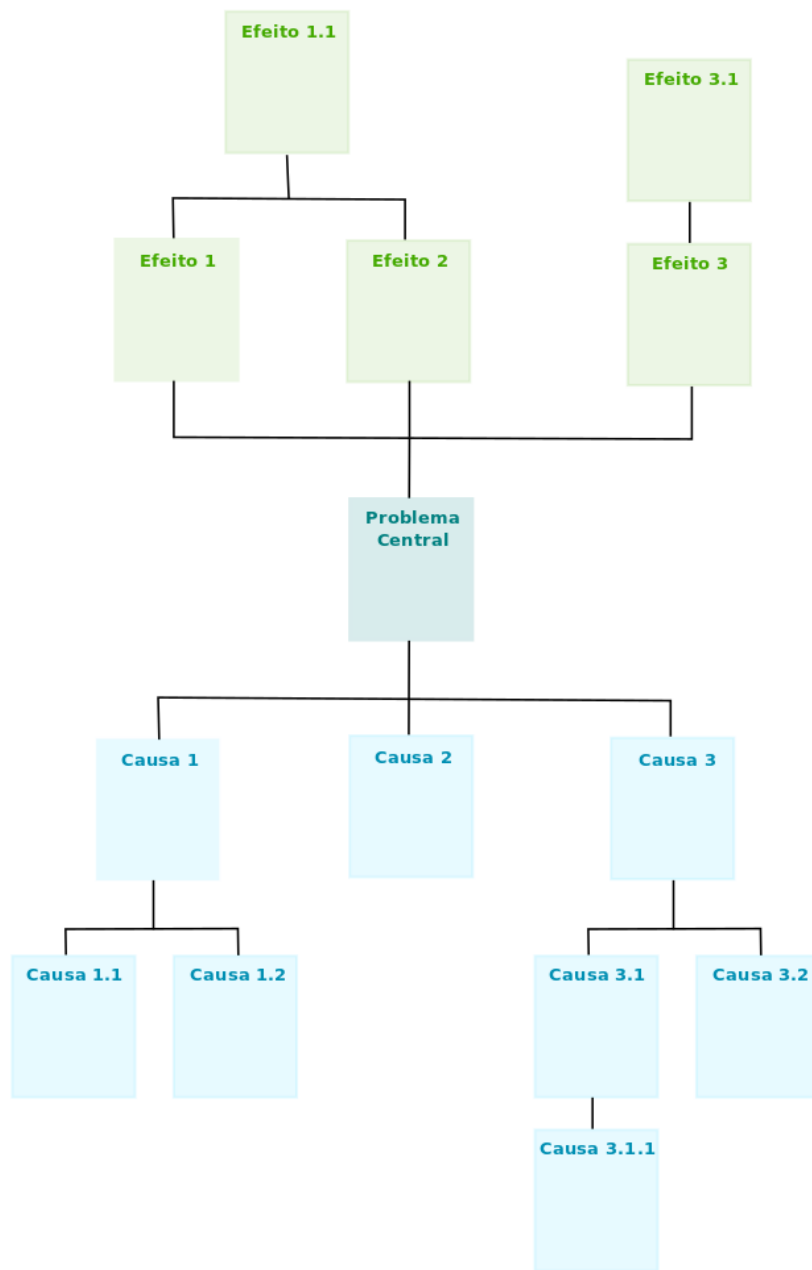 Efeito 1.1
Efeito 3.1
Efeito 1
Efeito 2
Efeito 3
Problema
Central
Causa 1
Causa 2
Causa 3
Causa 1.1
Causa 1.2
Causa 3.1
Causa 3.2
Causa 3.1.1